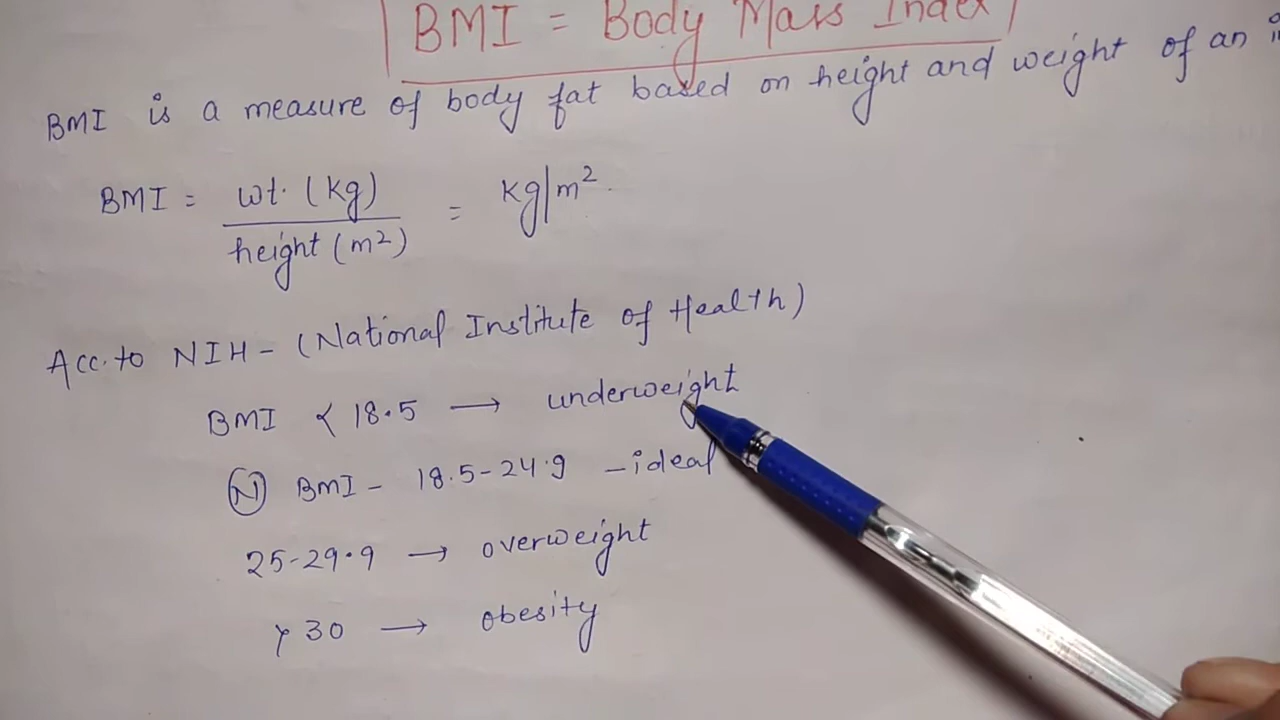 BMI = Body Mass Index
BMI is a measure of body fat based on height and weight of an
BMI = wt. (kg) / height (m²) = kg/m²
Acc. to NIH - (National Institute of Health)
BMI < 18.5 → underweight
(N) BMI - 18.5-24.9 - ideal
25-29.9 → overweight
> 30 → obesity